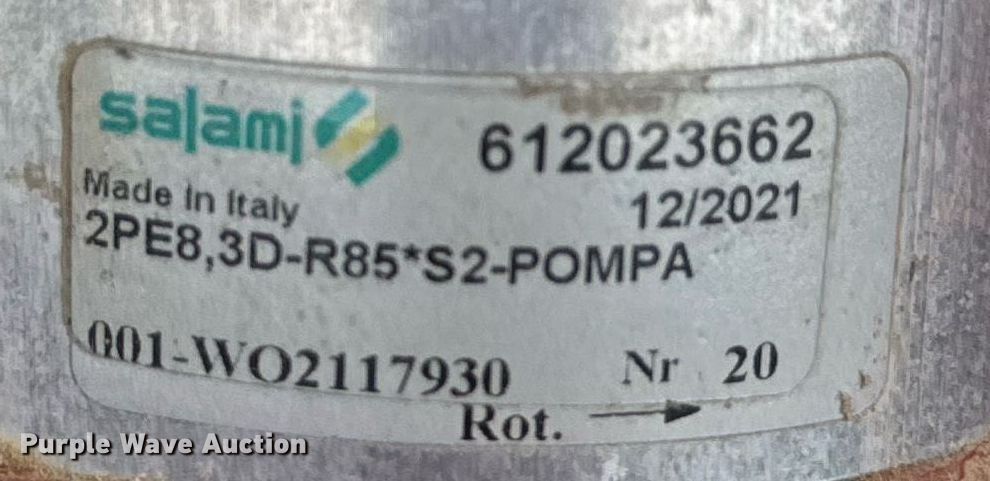 salami
612023662
Made in Italy
12/2021
2PE8,3D-R85*S2-POMPA
001-WO2117930 Nr 20
Rot.
Purple Wave Auction